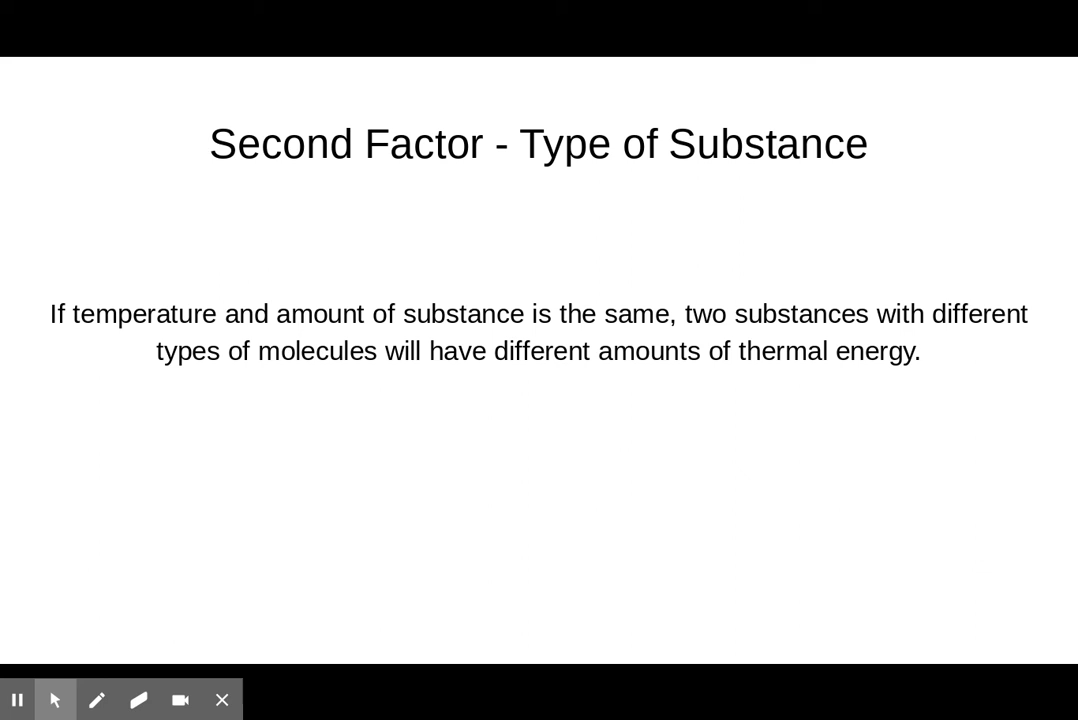 Second Factor - Type of Substance
If temperature and amount of substance is the same, two substances with different
types of molecules will have different amounts of thermal energy.